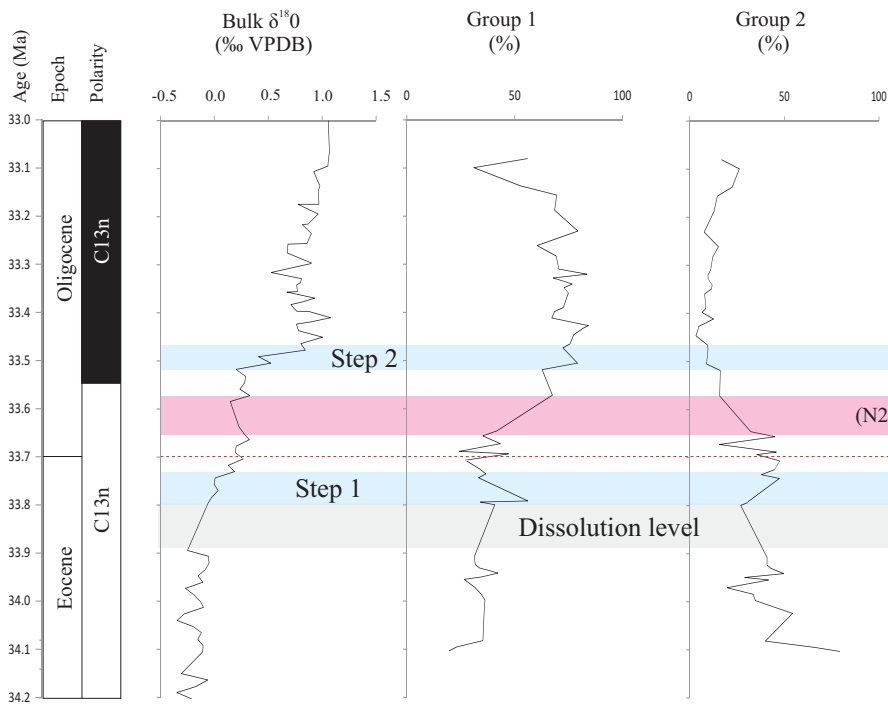 Bulk δ¹⁸0
(‰ VPDB)
Group 1
(%)
Group 2
(%)
Age (Ma)
Epoch
Polarity
-0.5 0.0 0.5 1.0 1.5
0 50 100
0 50 100
33.0
33.1
33.2
33.3
33.4
33.5
33.6
33.7
33.8
33.9
34.0
34.1
34.2
Oligocene
Eocene
C13n
C13n
Step 2
(N2
Step 1
Dissolution level